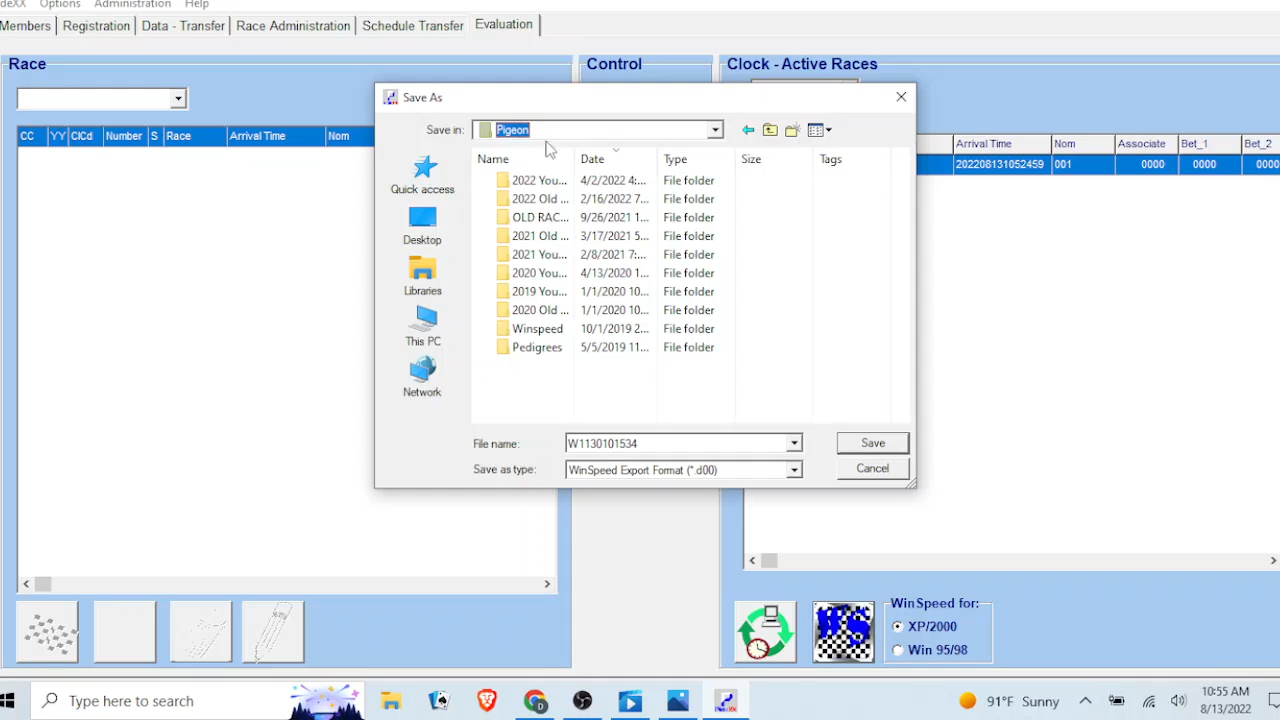 deXX Options Administration Help
Members Registration Data - Transfer Race Administration Schedule Transfer Evaluation
Race
Control
Clock - Active Races
CC YY ClCd Number S Race Arrival Time Nom
Arrival Time Nom Associate Bet_1 Bet_2
202208131052459 001 0000 0000 0000
Save As
Save in: Pigeon
Quick access
Desktop
Libraries
This PC
Network
Name Date Type Size Tags
2022 You... 4/2/2022 4:... File folder
2022 Old ... 2/16/2022 7... File folder
OLD RAC... 9/26/2021 1... File folder
2021 Old ... 3/17/2021 5... File folder
2021 You... 2/8/2021 7:... File folder
2020 You... 4/13/2020 1... File folder
2019 You... 1/1/2020 10... File folder
2020 Old ... 1/1/2020 10... File folder
Winspeed 10/1/2019 2... File folder
Pedigrees 5/5/2019 11... File folder
File name: W1130101534 Save
Save as type: WinSpeed Export Format (*.d00) Cancel
WS
WinSpeed for:
XP/2000
Win 95/98
Type here to search
91°F Sunny
10:55 AM
8/13/2022